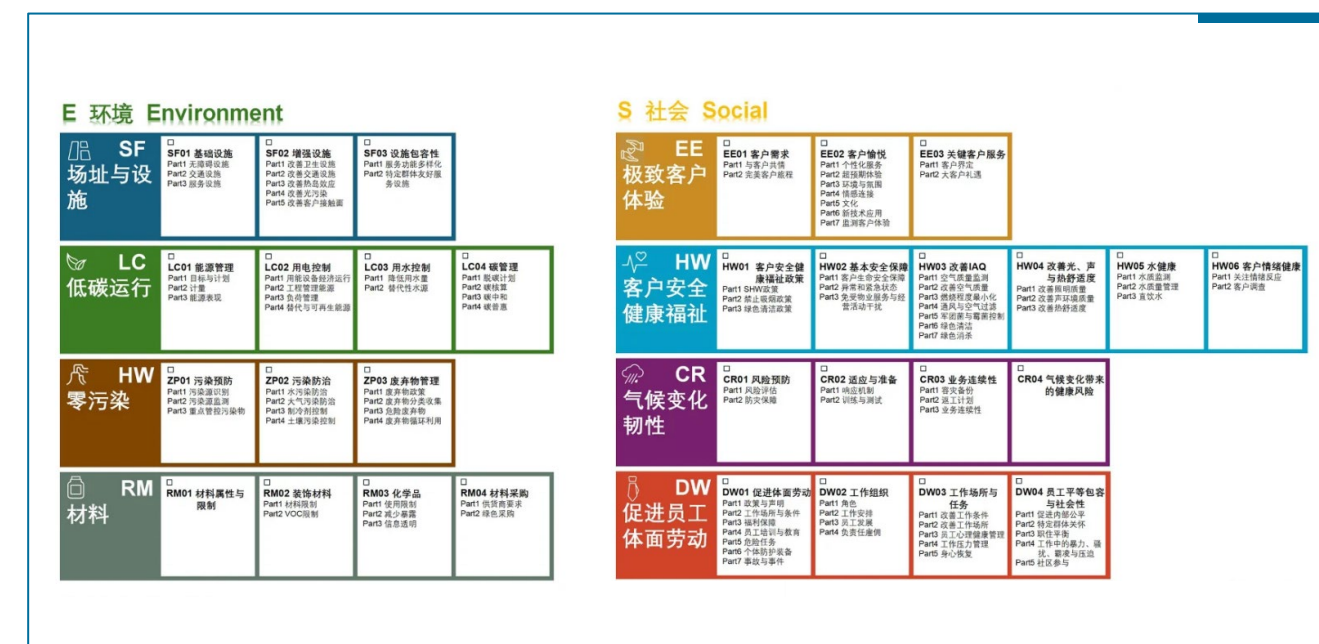 E 环境 Environment
SF
场址与设
施
SF01 基础设施
Part1 无障碍设施
Part2 交通设施
Part3 服务设施
SF02 增强设施
Part1 改善卫生设施
Part2 改善交通设施
Part3 改善热岛效应
Part4 改善光污染
Part5 改善客户接触面
SF03 设施包容性
Part1 服务功能多样化
Part2 特定群体友好服
务设施
LC
低碳运行
LC01 能源管理
Part1 目标与计划
Part2 计量
Part3 能源表现
LC02 用电控制
Part1 用能设备经济运行
Part2 工程管理能源
Part3 负荷管理
Part4 替代与可再生能源
LC03 用水控制
Part1 降低用水量
Part2 替代性水源
LC04 碳管理
Part1 脱碳计划
Part2 碳核算
Part3 碳中和
Part4 碳普惠
HW
零污染
ZP01 污染预防
Part1 污染源识别
Part2 污染源监测
Part3 重点管控污染物
ZP02 污染防治
Part1 水污染防治
Part2 大气污染防治
Part3 制冷剂控制
Part4 土壤污染控制
ZP03 废弃物管理
Part1 废弃物政策
Part2 废弃物分类收集
Part3 危险废弃物
Part4 废弃物循环利用
RM
材料
RM01 材料属性与
限制
RM02 装饰材料
Part1 材料限制
Part2 VOC限制
RM03 化学品
Part1 使用限制
Part2 减少暴露
Part3 信息透明
RM04 材料采购
Part1 供货商要求
Part2 绿色采购
S 社会 Social
EE
极致客户
体验
EE01 客户需求
Part1 与客户共情
Part2 完美客户旅程
EE02 客户愉悦
Part1 个性化服务
Part2 超预期体验
Part3 环境与氛围
Part4 情感连接
Part5 文化
Part6 新技术应用
Part7 监测客户体验
EE03 关键客户服务
Part1 客户界定
Part2 大客户礼遇
HW
客户安全
健康福祉
HW01 客户安全健
康福祉政策
Part1 SHW政策
Part2 禁止吸烟政策
Part3 绿色清洁政策
HW02 基本安全保障
Part1 客户生命安全保障
Part2 异常和紧急状态
Part3 免受物业服务与经
营活动干扰
HW03 改善IAQ
Part1 空气质量监测
Part2 改善空气质量
Part3 燃烧程度最小化
Part4 通风与空气过滤
Part5 军团菌与霉菌控制
Part6 绿色清洁
Part7 绿色消杀
HW04 改善光、声
与热舒适度
Part1 改善照明质量
Part2 改善声环境质量
Part3 改善热舒适度
HW05 水健康
Part1 水质监测
Part2 水质量管理
Part3 直饮水
HW06 客户情绪健康
Part1 关注情绪反应
Part2 客户调查
CR
气候变化
韧性
CR01 风险预防
Part1 风险评估
Part2 防灾保障
CR02 适应与准备
Part1 响应机制
Part2 训练与测试
CR03 业务连续性
Part1 容灾备份
Part2 返工计划
Part3 业务连续性
CR04 气候变化带来
的健康风险
DW
促进员工
体面劳动
DW01 促进体面劳动
Part1 政策与声明
Part2 工作场所与条件
Part3 福利保障
Part4 员工培训与教育
Part5 危险任务
Part6 个体防护装备
Part7 事故与事件
DW02 工作组织
Part1 角色
Part2 工作安排
Part3 员工发展
Part4 负责任雇佣
DW03 工作场所与
任务
Part1 改善工作条件
Part2 改善工作场所
Part3 员工心理健康管理
Part4 工作压力管理
Part5 身心恢复
DW04 员工平等包容
与社会性
Part1 促进内部公平
Part2 特定群体关怀
Part3 职住平衡
Part4 工作中的暴力、骚
扰、霸凌与压迫
Part5 社区参与